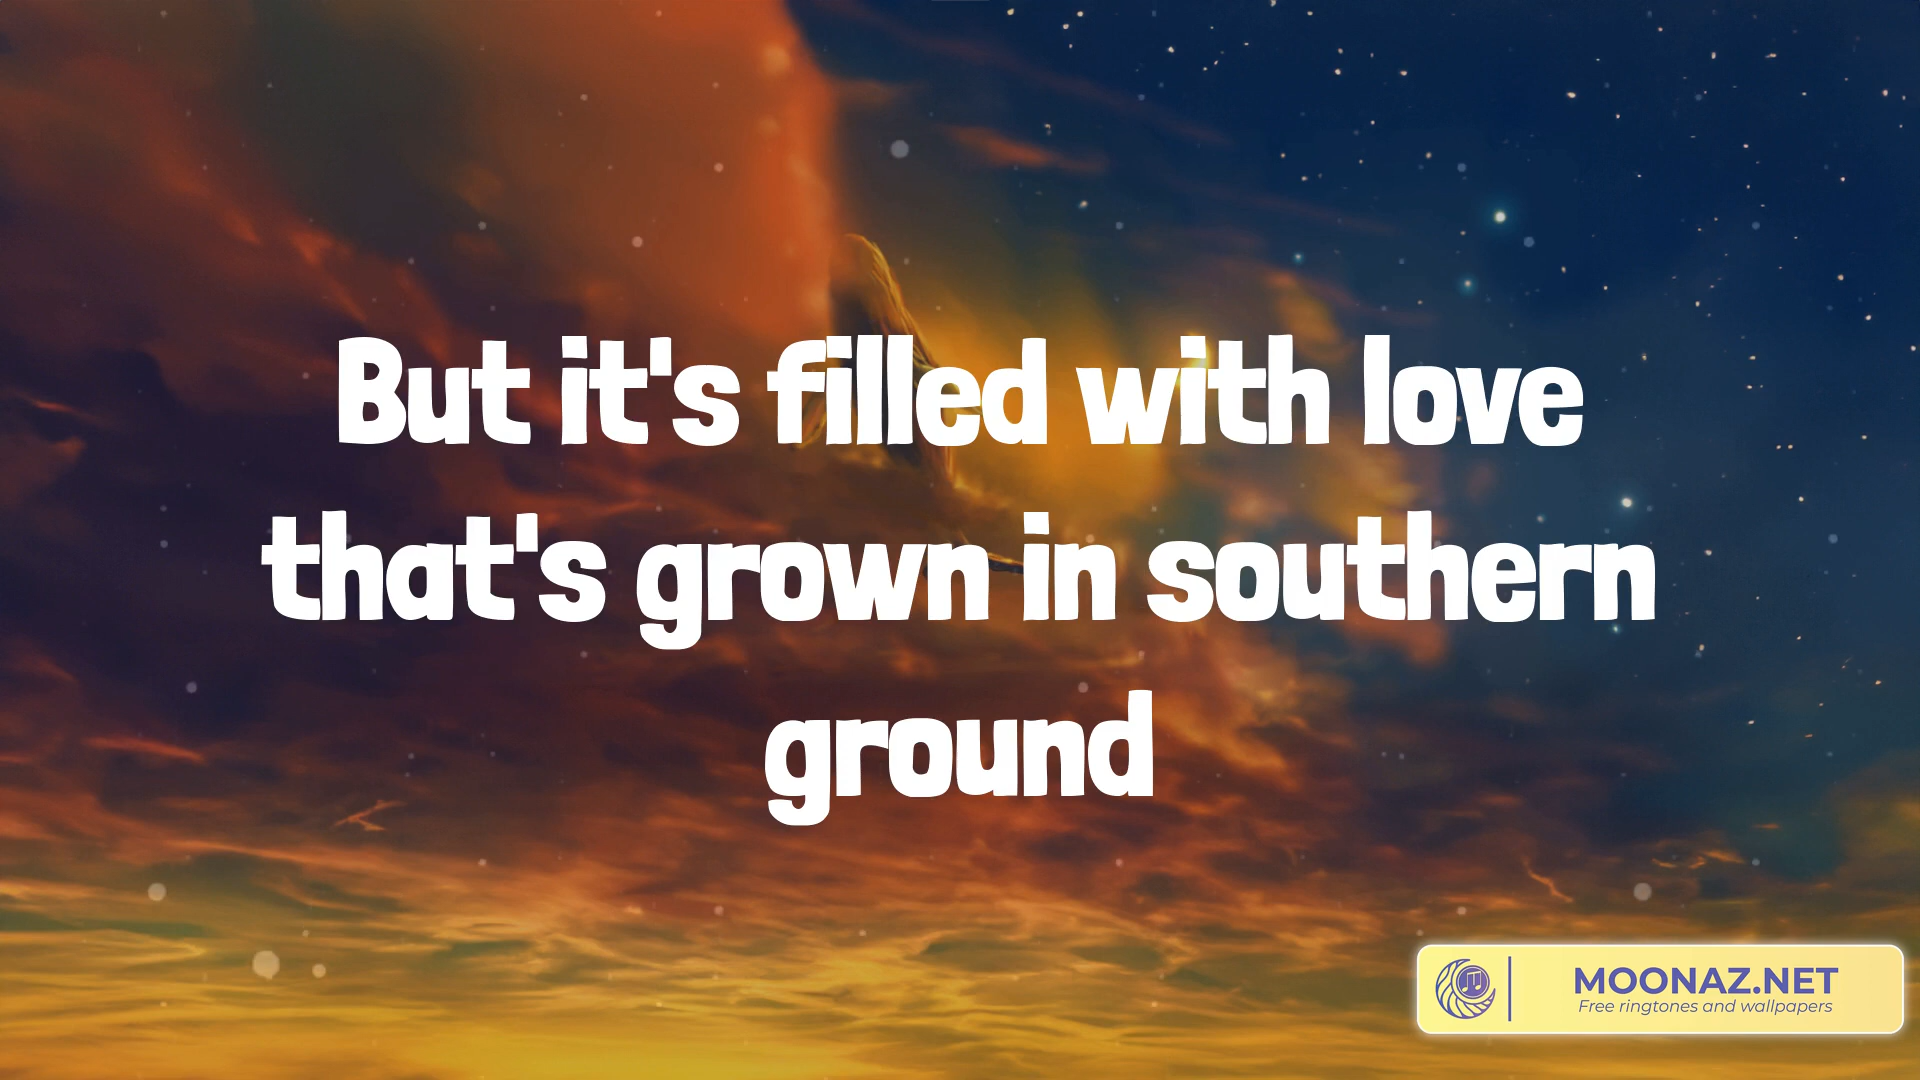 But it's filled with love
that's grown in southern
ground
MOONAZ.NET
Free ringtones and wallpapers